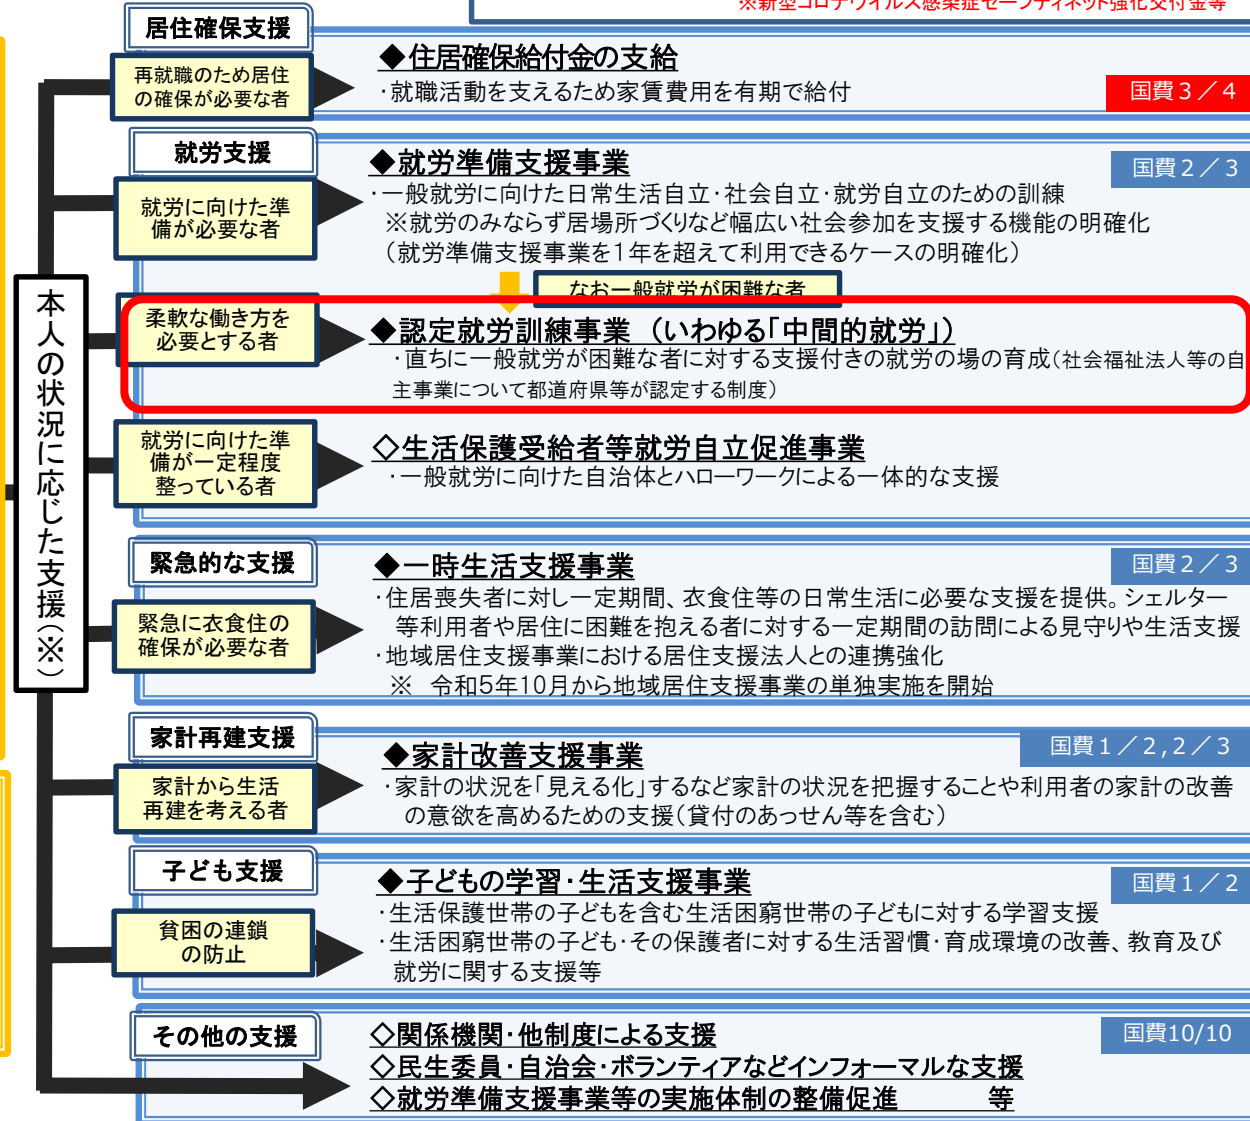 ※新型コロナウイルス感染症セーフティネット強化交付金等
本人の状況に応じた支援(※)
居住確保支援
再就職のため居住
の確保が必要な者
◆住居確保給付金の支給
・就職活動を支えるため家賃費用を有期で給付
国費3/4
就労支援
就労に向けた準
備が必要な者
◆就労準備支援事業
国費2/3
・一般就労に向けた日常生活自立・社会自立・就労自立のための訓練
※就労のみならず居場所づくりなど幅広い社会参加を支援する機能の明確化
(就労準備支援事業を1年を超えて利用できるケースの明確化)
なお一般就労が困難な者
柔軟な働き方を
必要とする者
◆認定就労訓練事業 (いわゆる「中間的就労」)
・直ちに一般就労が困難な者に対する支援付きの就労の場の育成(社会福祉法人等の自
主事業について都道府県等が認定する制度)
就労に向けた準
備が一定程度
整っている者
◇生活保護受給者等就労自立促進事業
・一般就労に向けた自治体とハローワークによる一体的な支援
緊急的な支援
緊急に衣食住の
確保が必要な者
◆一時生活支援事業
国費2/3
・住居喪失者に対し一定期間、衣食住等の日常生活に必要な支援を提供。シェルター
等利用者や居住に困難を抱える者に対する一定期間の訪問による見守りや生活支援
・地域居住支援事業における居住支援法人との連携強化
※ 令和5年10月から地域居住支援事業の単独実施を開始
家計再建支援
家計から生活
再建を考える者
◆家計改善支援事業
国費1/2,2/3
・家計の状況を「見える化」するなど家計の状況を把握することや利用者の家計の改善
の意欲を高めるための支援(貸付のあっせん等を含む)
子ども支援
貧困の連鎖
の防止
◆子どもの学習・生活支援事業
国費1/2
・生活保護世帯の子どもを含む生活困窮世帯の子どもに対する学習支援
・生活困窮世帯の子ども・その保護者に対する生活習慣・育成環境の改善、教育及び
就労に関する支援等
その他の支援
◇関係機関・他制度による支援
国費10/10
◇民生委員・自治会・ボランティアなどインフォーマルな支援
◇就労準備支援事業等の実施体制の整備促進 等